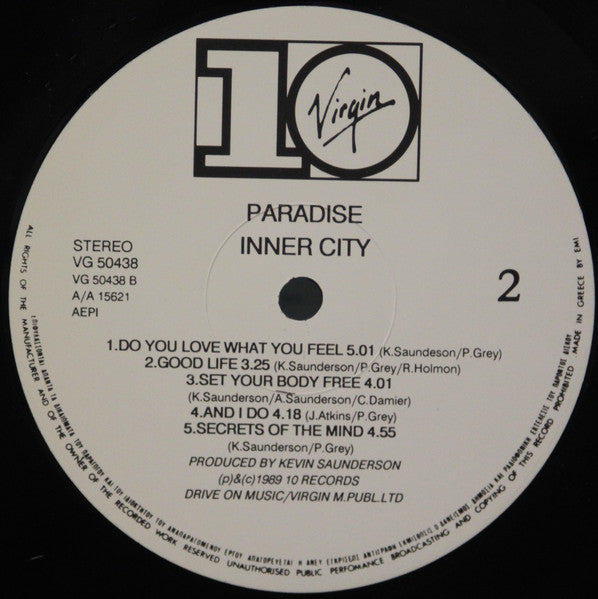 10
Virgin
PARADISE
INNER CITY
STEREO
VG 50438
VG 50438 B
A/A 15621
AEPI
2
1.DO YOU LOVE WHAT YOU FEEL 5.01 (K.Saundeson/P.Grey)
2.GOOD LIFE 3.25 (K.Saunderson/P.Grey/R.Holmon)
3.SET YOUR BODY FREE 4.01
(K.Saunderson/A.Saunderson/C.Damier)
4.AND I DO 4.18 (J.Atkins/P.Grey)
5.SECRETS OF THE MIND 4.55
(K.Saunderson/P.Grey)
PRODUCED BY KEVIN SAUNDERSON
(p)&(c)1989 10 RECORDS
DRIVE ON MUSIC/VIRGIN M.PUBL.LTD
ALL RIGHTS OF THE MANUFACTURER AND OF THE OWNER OF THE RECORDED WORK RESERVED UNAUTHORISED PUBLIC PERFOMANCE BROADCASTING AND COPYING OF THIS RECORD PROHIBITED MADE IN GREECE BY EMI